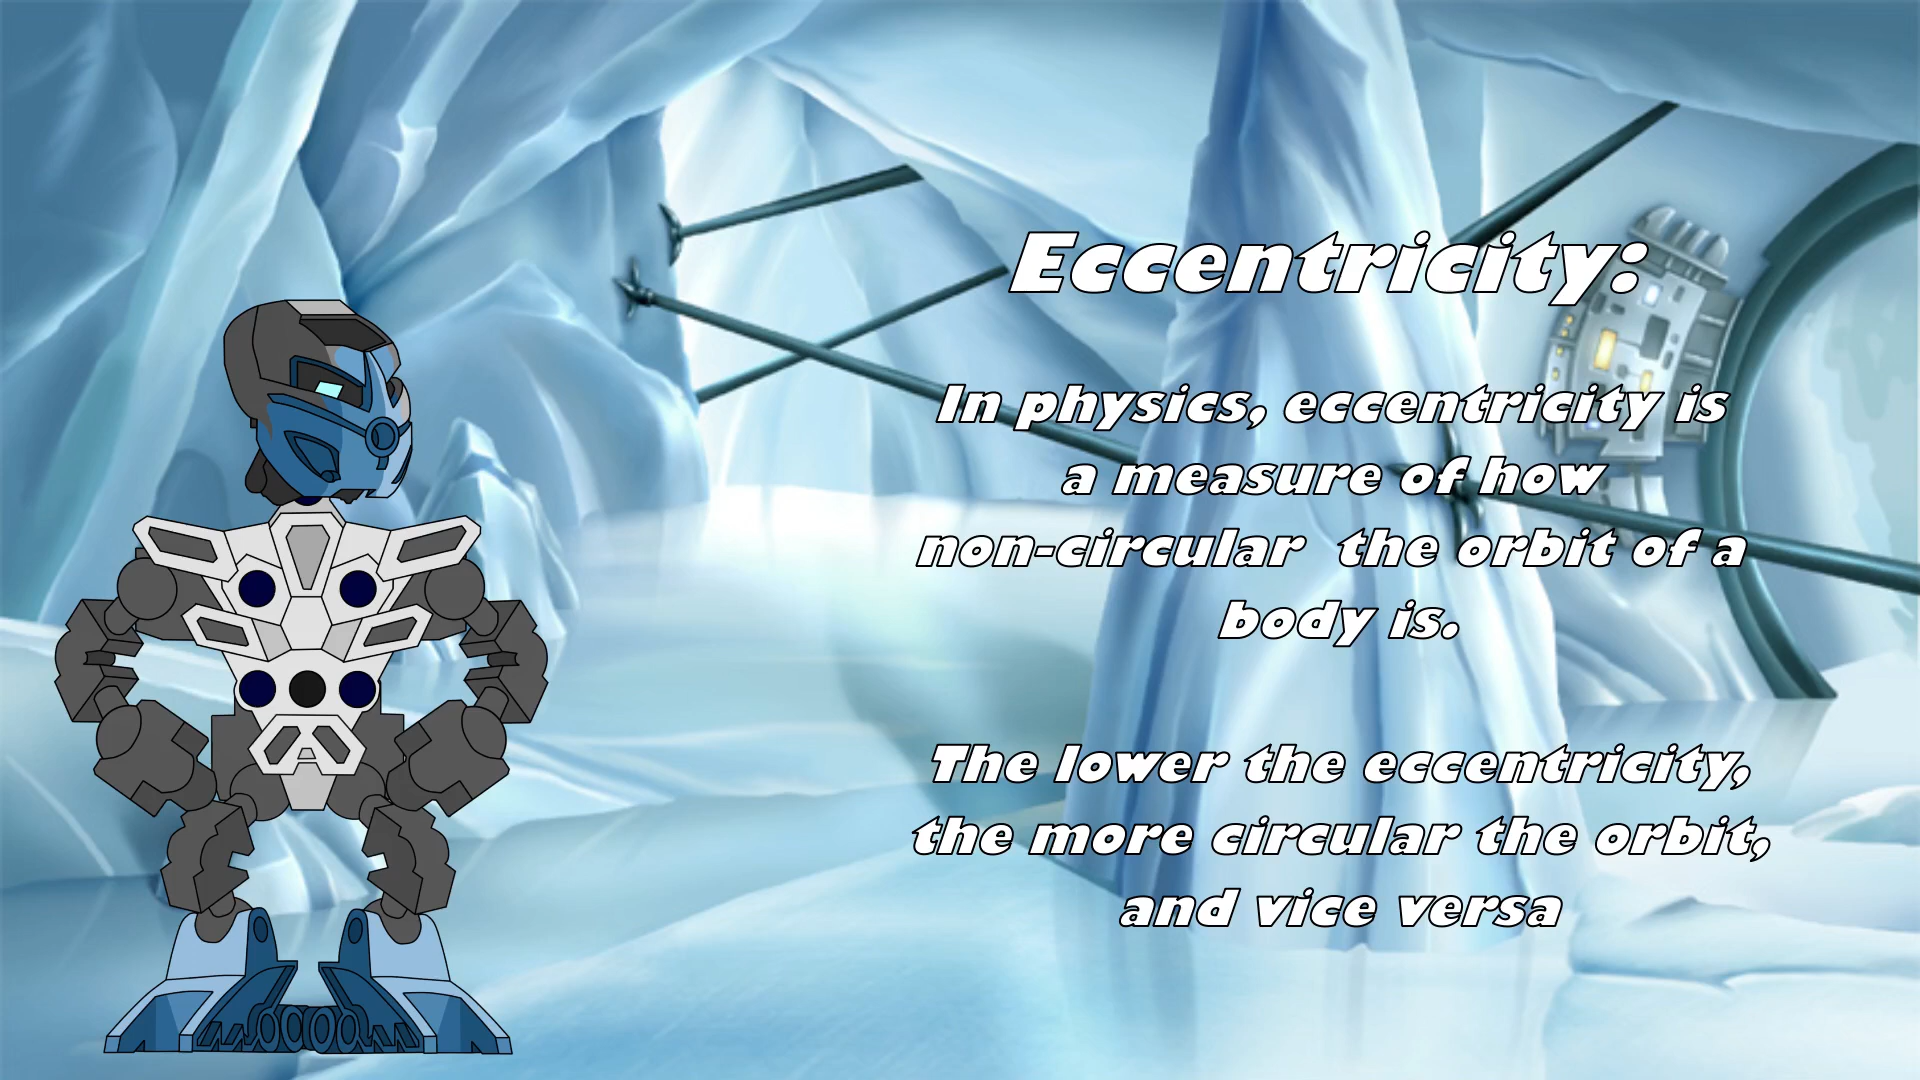 Eccentricity:
In physics, eccentricity is
a measure of how
non-circular  the orbit of a
body is.
The lower the eccentricity,
the more circular the orbit,
and vice versa